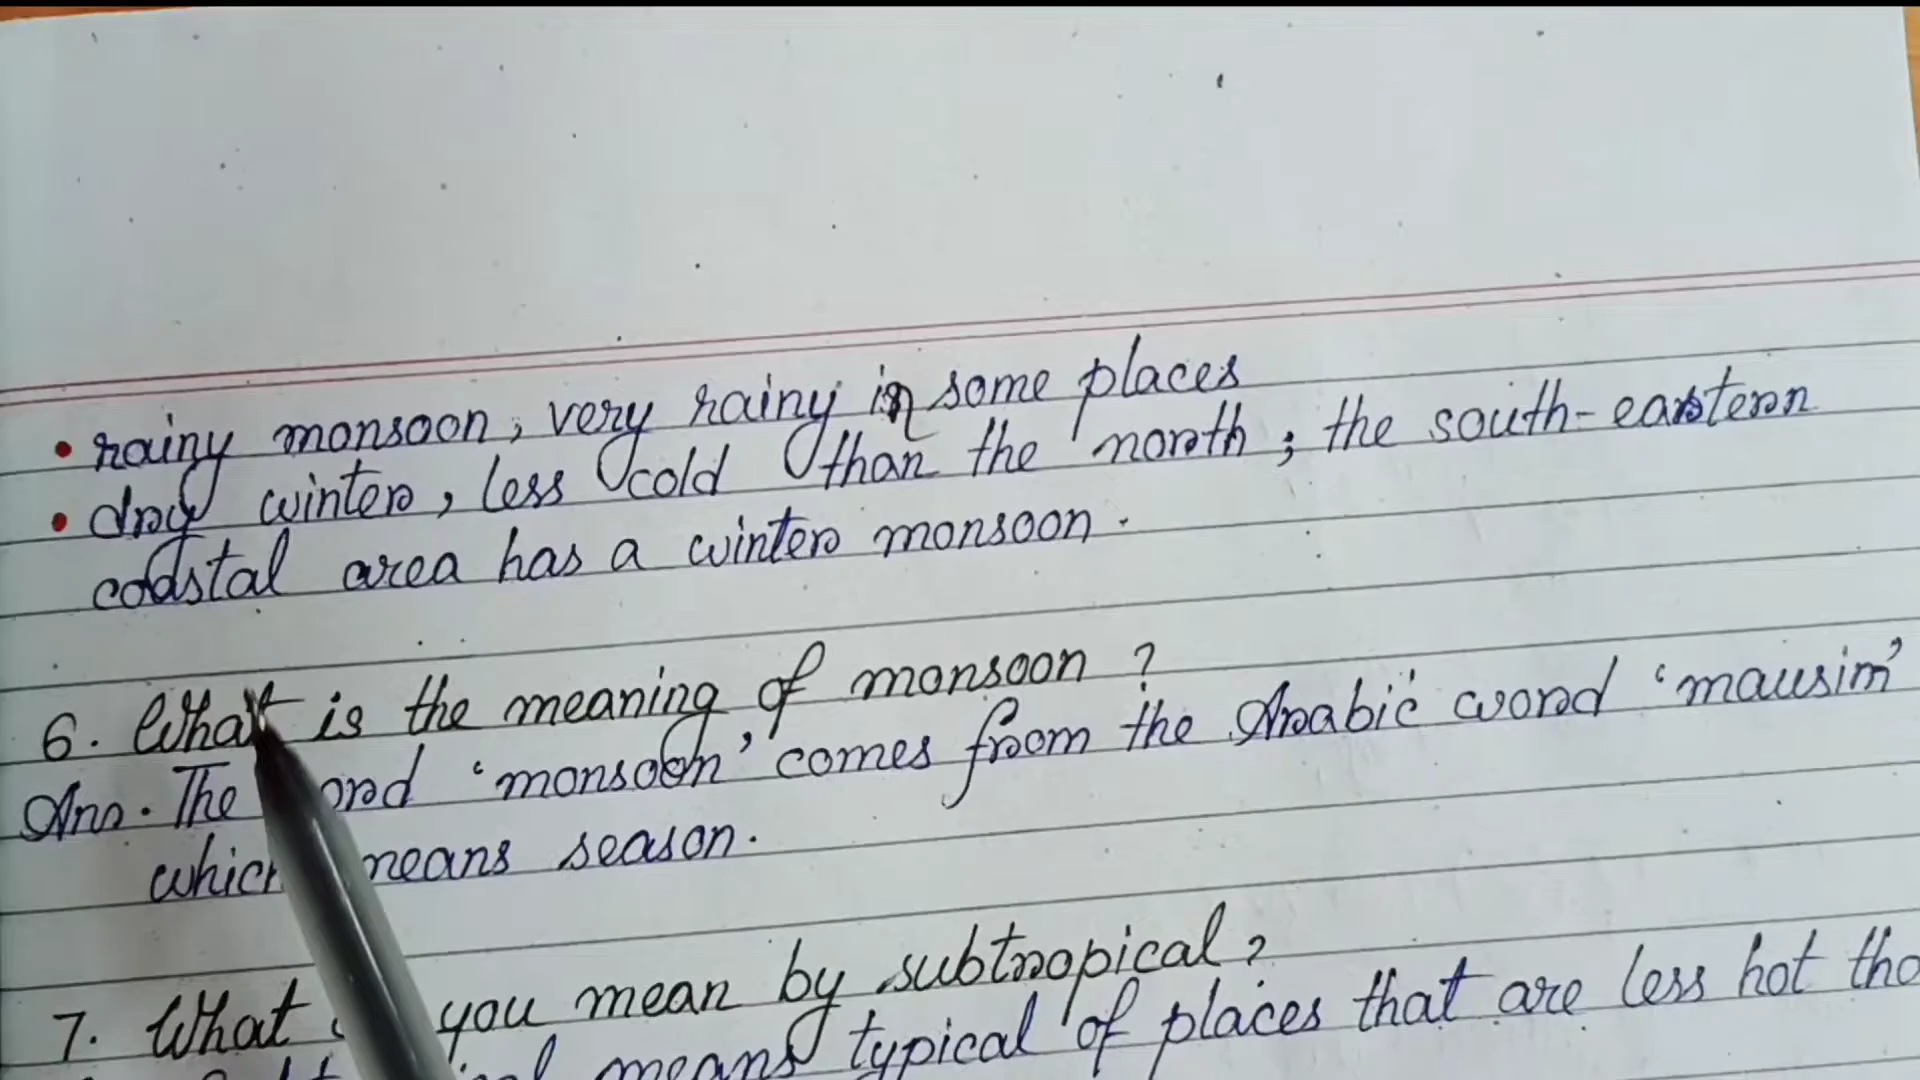 • rainy monsoon, very rainy in some places
• dry winter, less cold than the north; the south-eastern
coastal area has a winter monsoon.
6. What is the meaning of monsoon?
Ans. The word 'monsoon' comes from the Arabic word 'mausim'
which means season.
7. What you mean by subtropical?
means typical of places that are less hot